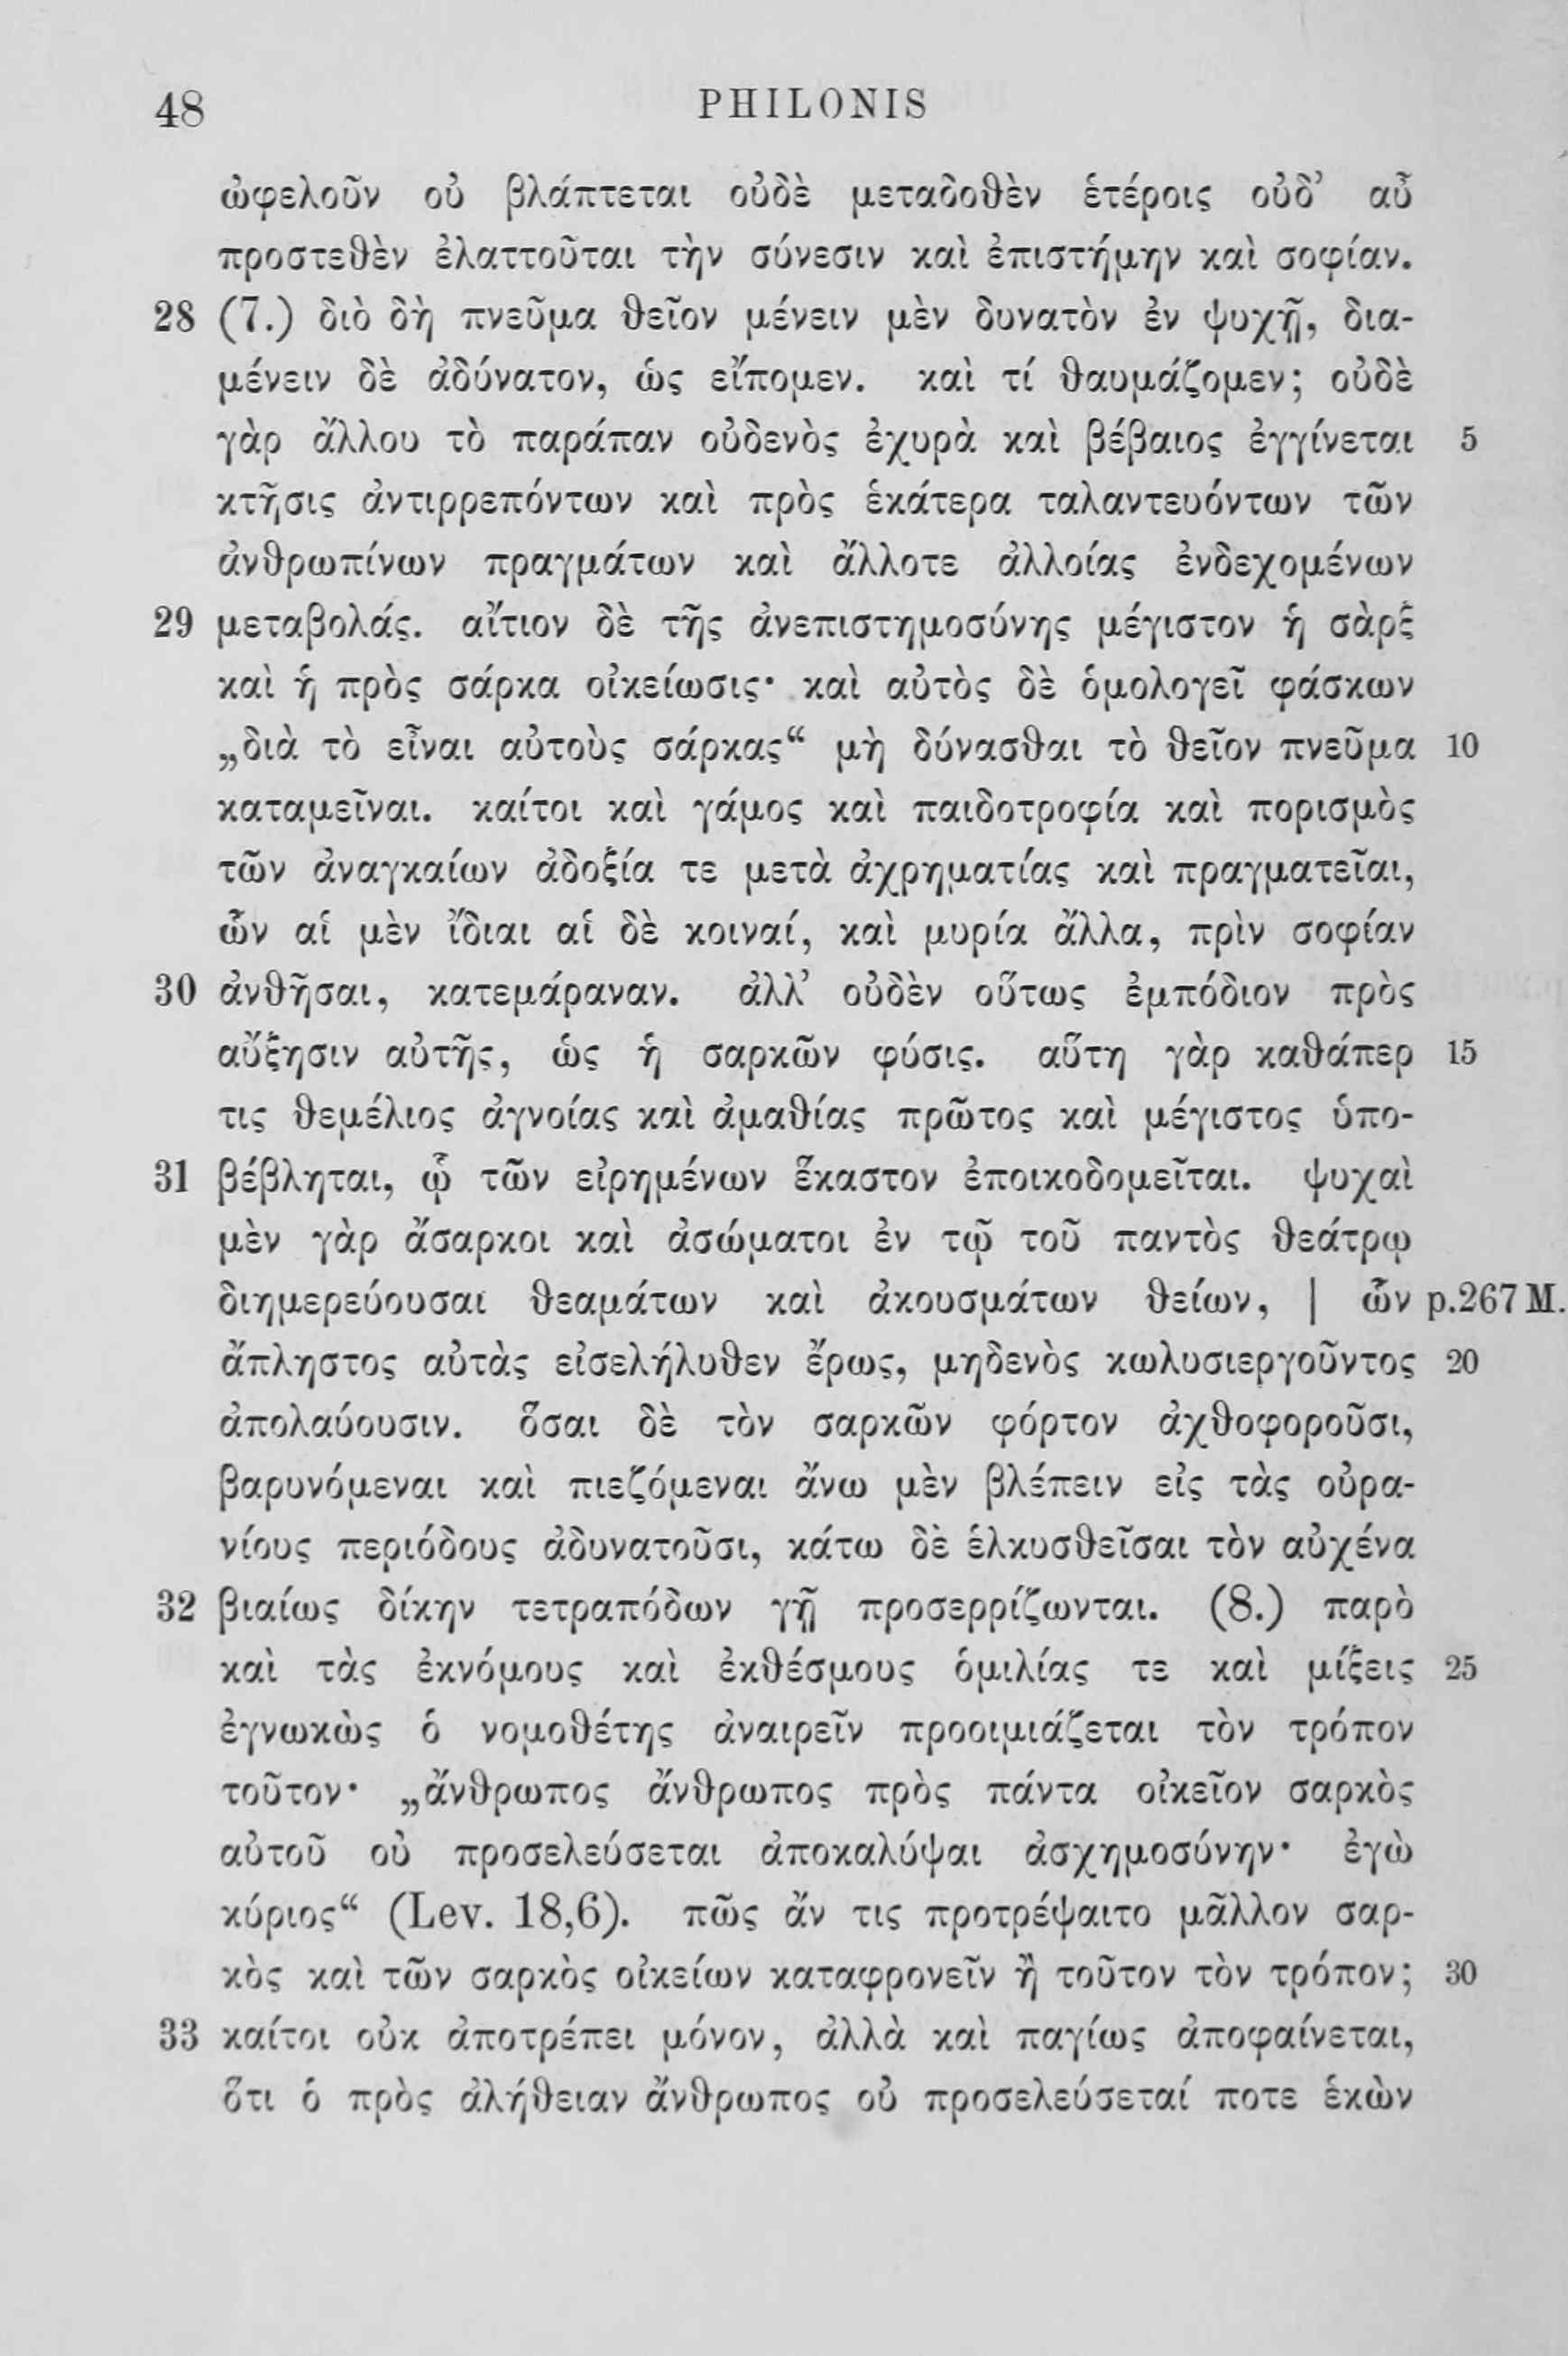 48 PHILONIS
ὠφελοῦν οὐ βλάπτεται οὐδὲ μεταδοθὲν ἑτέροις οὐδ’ αὖ
προστεθὲν ἐλαττοῦται τὴν σύνεσιν καὶ ἐπιστήμην καὶ σοφίαν.
28 (7.) διὸ δὴ πνεῦμα θεῖον μένειν μὲν δυνατὸν ἐν ψυχῇ, δια-
μένειν δὲ ἀδύνατον, ὡς εἴπομεν. καὶ τί θαυμάζομεν; οὐδὲ
γὰρ ἄλλου τὸ παράπαν οὐδενὸς ἐχυρὰ καὶ βέβαιος ἐγγίνεται 5
κτῆσις ἀντιρρεπόντων καὶ πρὸς ἑκάτερα ταλαντευόντων τῶν
ἀνθρωπίνων πραγμάτων καὶ ἄλλοτε ἀλλοίας ἐνδεχομένων
29 μεταβολάς. αἴτιον δὲ τῆς ἀνεπιστημοσύνης μέγιστον ἡ σὰρξ
καὶ ἡ πρὸς σάρκα οἰκείωσις· καὶ αὐτὸς δὲ ὁμολογεῖ φάσκων
„διὰ τὸ εἶναι αὐτοὺς σάρκας“ μὴ δύνασθαι τὸ θεῖον πνεῦμα 10
καταμεῖναι. καίτοι καὶ γάμος καὶ παιδοτροφία καὶ πορισμὸς
τῶν ἀναγκαίων ἀδοξία τε μετὰ ἀχρηματίας καὶ πραγματεῖαι,
ὧν αἱ μὲν ἴδιαι αἱ δὲ κοιναί, καὶ μυρία ἄλλα, πρὶν σοφίαν
30 ἀνθῆσαι, κατεμάραναν. ἀλλ’ οὐδὲν οὕτως ἐμπόδιον πρὸς
αὔξησιν αὐτῆς, ὡς ἡ σαρκῶν φύσις. αὕτη γὰρ καθάπερ 15
τις θεμέλιος ἀγνοίας καὶ ἀμαθίας πρῶτος καὶ μέγιστος ὑπο-
31 βέβληται, ᾧ τῶν εἰρημένων ἕκαστον ἐποικοδομεῖται. ψυχαὶ
μὲν γὰρ ἄσαρκοι καὶ ἀσώματοι ἐν τῷ τοῦ παντὸς θεάτρῳ
διημερεύουσαι θεαμάτων καὶ ἀκουσμάτων θείων, | ὧν p.267 M.
ἄπληστος αὐτὰς εἰσελήλυθεν ἔρως, μηδενὸς κωλυσιεργοῦντος 20
ἀπολαύουσιν. ὅσαι δὲ τὸν σαρκῶν φόρτον ἀχθοφοροῦσι,
βαρυνόμεναι καὶ πιεζόμεναι ἄνω μὲν βλέπειν εἰς τὰς οὐρα-
νίους περιόδους ἀδυνατοῦσι, κάτω δὲ ἑλκυσθεῖσαι τὸν αὐχένα
32 βιαίως δίκην τετραπόδων γῇ προσερρίζωνται. (8.) παρὸ
καὶ τὰς ἐκνόμους καὶ ἐκθέσμους ὁμιλίας τε καὶ μίξεις 25
ἐγνωκὼς ὁ νομοθέτης ἀναιρεῖν προοιμιάζεται τὸν τρόπον
τοῦτον· „ἄνθρωπος ἄνθρωπος πρὸς πάντα οἰκεῖον σαρκὸς
αὐτοῦ οὐ προσελεύσεται ἀποκαλύψαι ἀσχημοσύνην· ἐγὼ
κύριος“ (Lev. 18,6). πῶς ἄν τις προτρέψαιτο μᾶλλον σαρ-
κὸς καὶ τῶν σαρκὸς οἰκείων καταφρονεῖν ἢ τοῦτον τὸν τρόπον; 30
33 καίτοι οὐκ ἀποτρέπει μόνον, ἀλλὰ καὶ παγίως ἀποφαίνεται,
ὅτι ὁ πρὸς ἀλήθειαν ἄνθρωπος οὐ προσελεύσεταί ποτε ἑκὼν